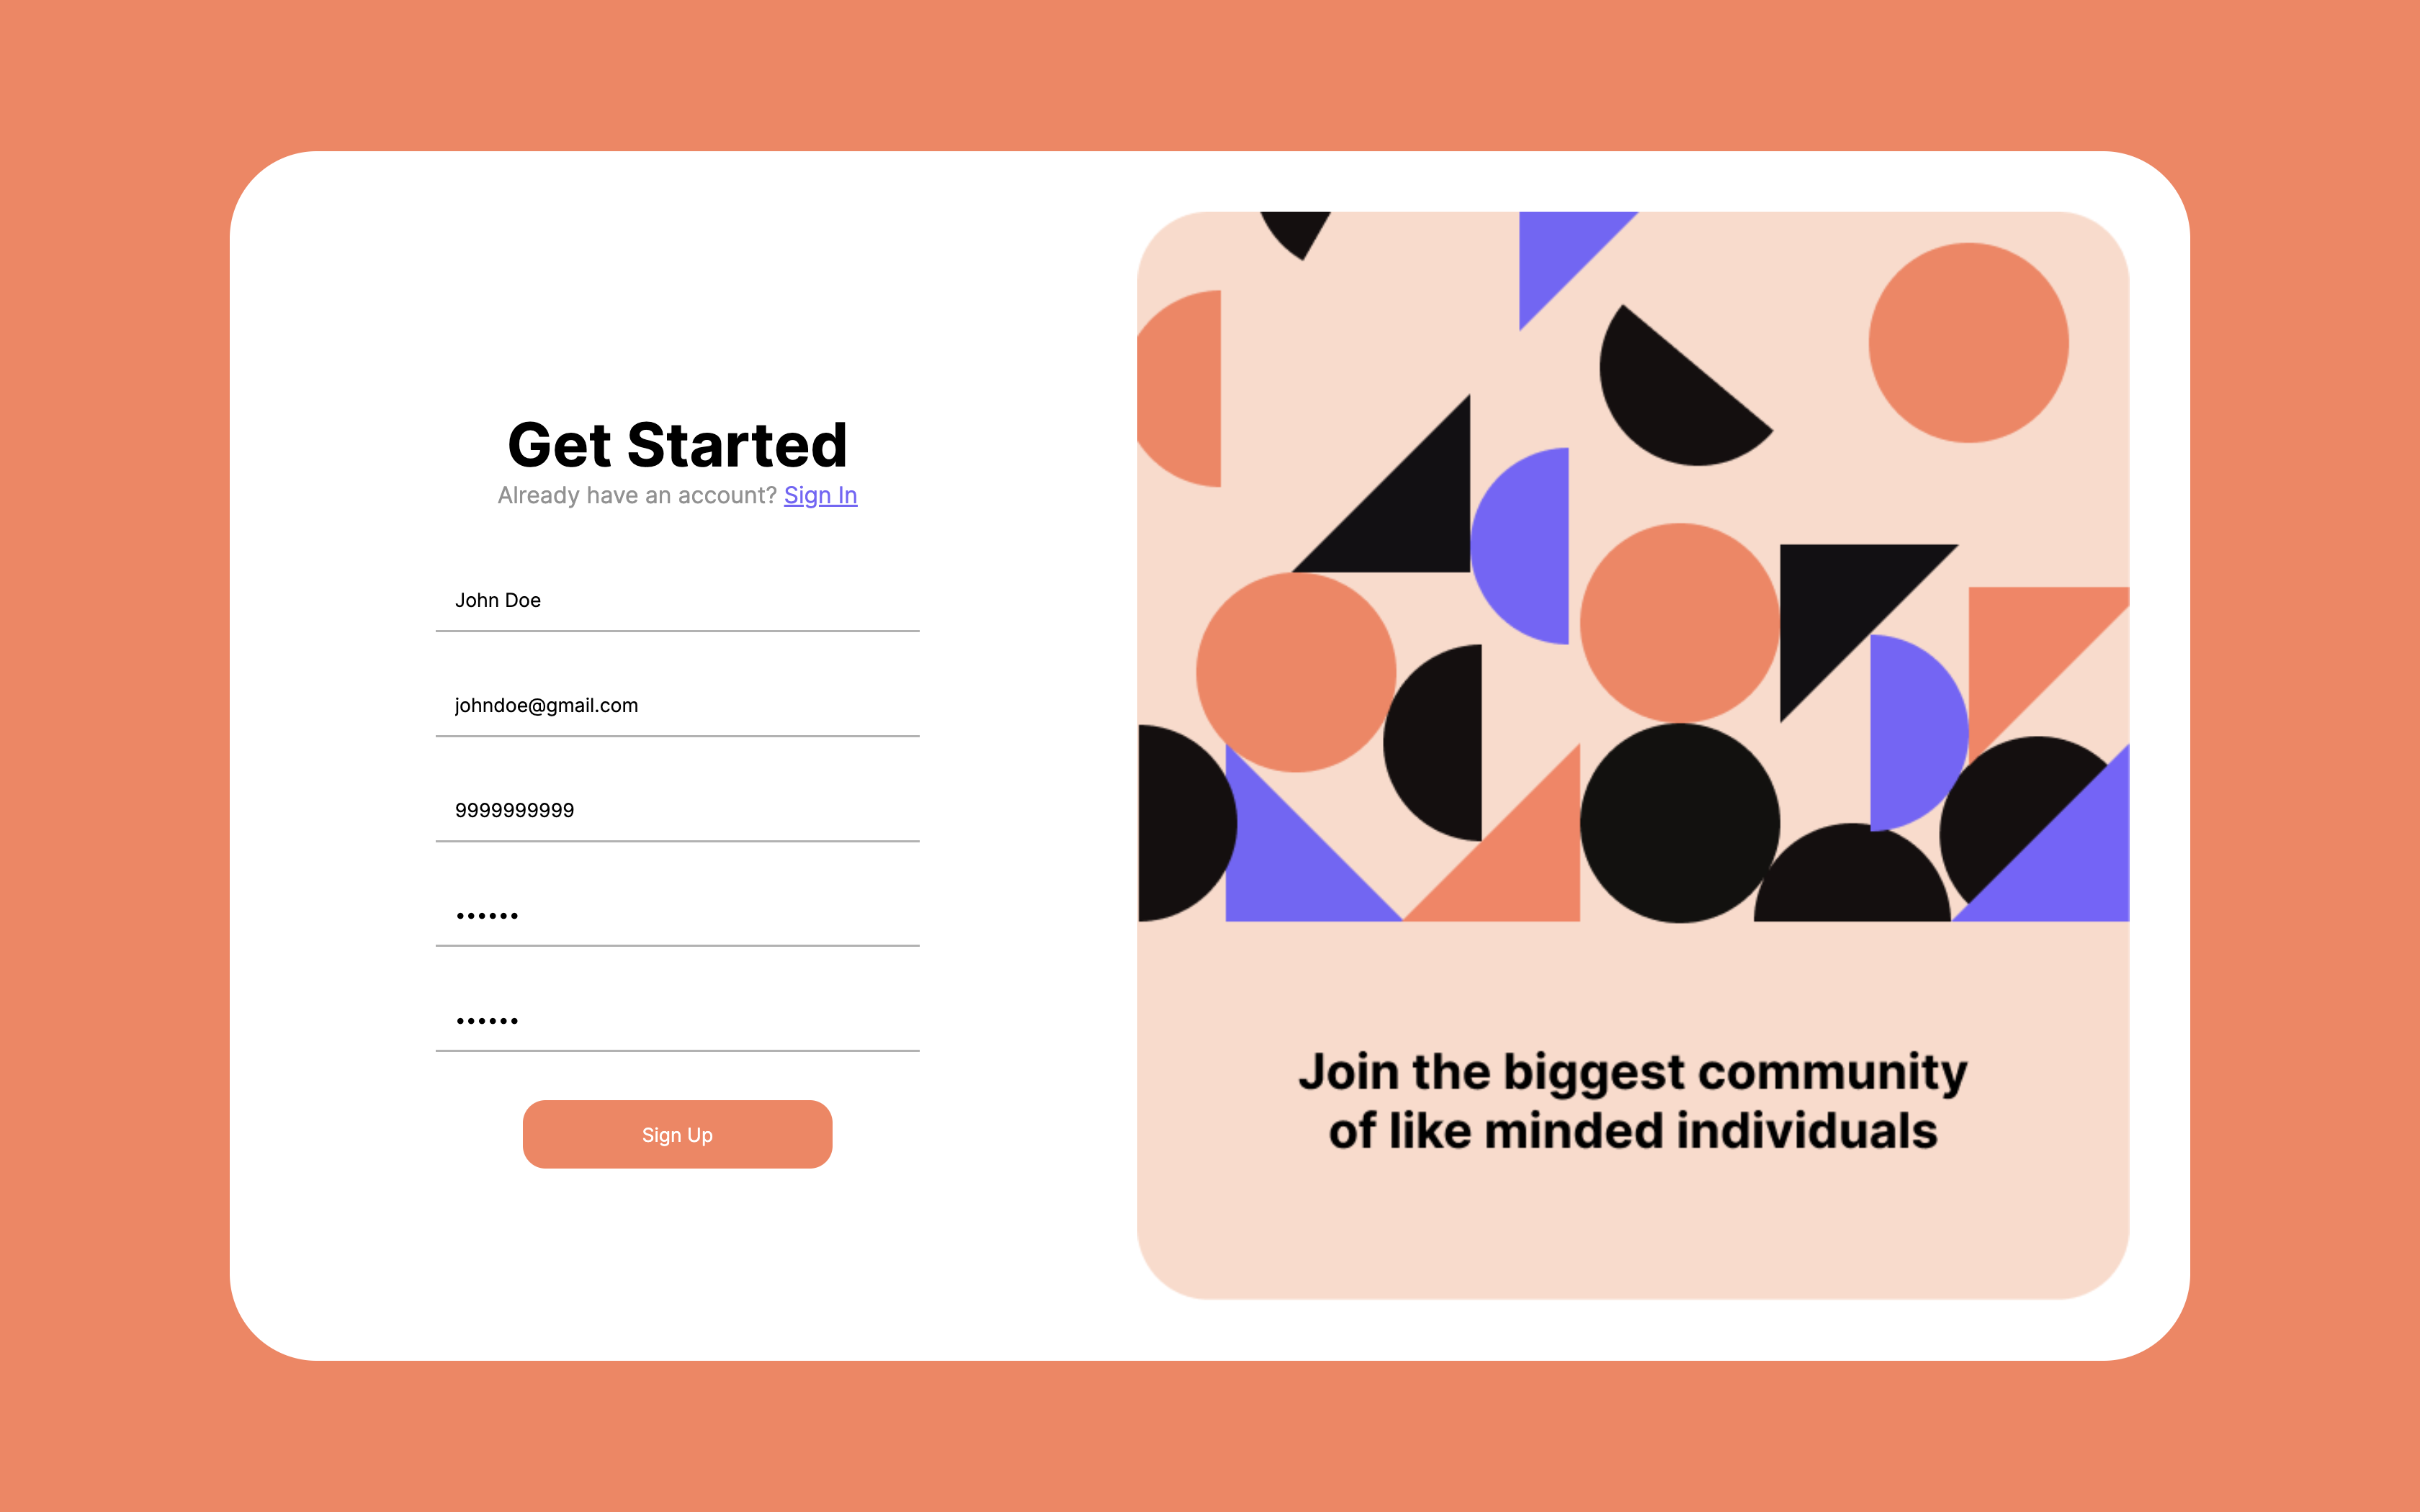 Get Started
Already have an account? Sign In
John Doe
johndoe@gmail.com
9999999999
••••••
••••••
Sign Up
Join the biggest community
of like minded individuals